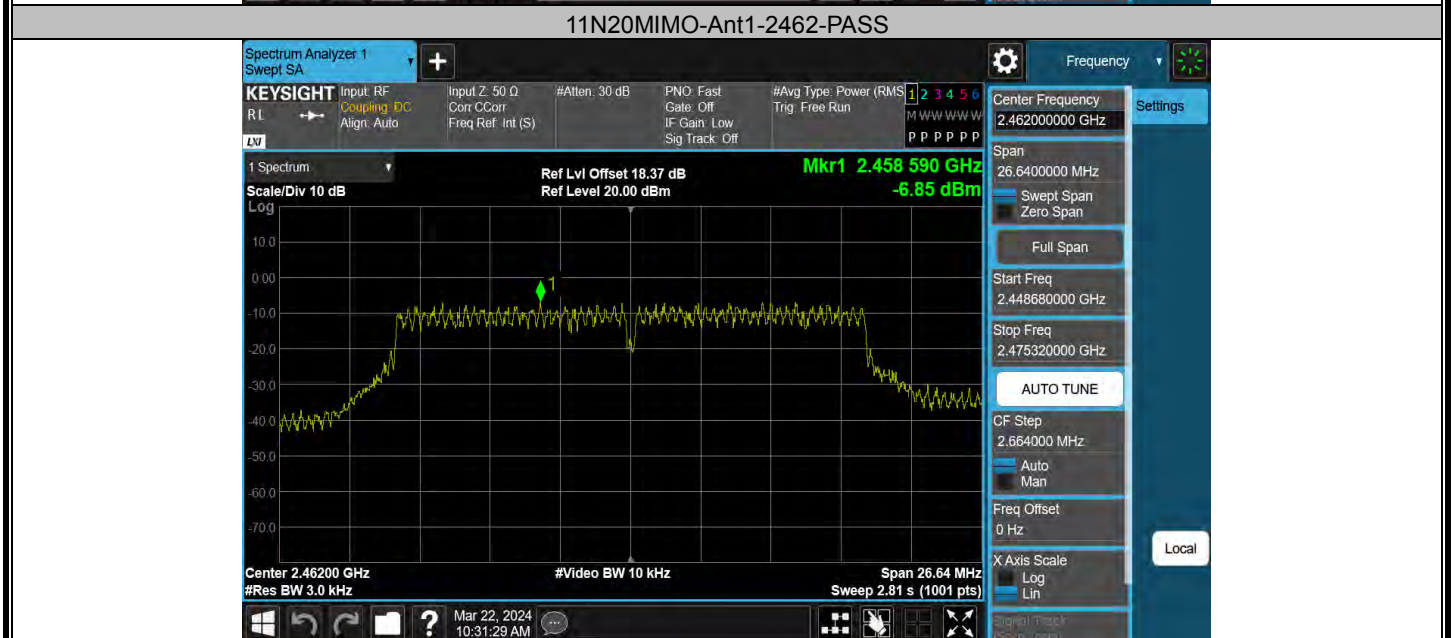 11N20MIMO-Ant1-2462-PASS
Spectrum Analyzer 1
Swept SA
+
Frequency
KEYSIGHT
Input: RF
Input Z: 50 Ω
#Atten: 30 dB
PNO: Fast
#Avg Type: Power (RMS
1 2 3 4 5 6
R L
Coupling: DC
Corr CCorr
Gate: Off
Trig: Free Run
M W W W W W
Align: Auto
Freq Ref: Int (S)
IF Gain: Low
P P P P P P
LXI
Sig Track: Off
Center Frequency
2.462000000 GHz
Settings
1 Spectrum
Scale/Div 10 dB
Ref Lvl Offset 18.37 dB
Ref Level 20.00 dBm
Mkr1 2.458 590 GHz
-6.85 dBm
Log
10.0
0.00
-10.0
-20.0
-30.0
-40.0
-50.0
-60.0
-70.0
1
Span
26.6400000 MHz
Swept Span
Zero Span
Full Span
Start Freq
2.448680000 GHz
Stop Freq
2.475320000 GHz
AUTO TUNE
CF Step
2.664000 MHz
Auto
Man
Freq Offset
0 Hz
X Axis Scale
Log
Lin
Signal Track
Local
Center 2.46200 GHz
#Video BW 10 kHz
Span 26.64 MHz
#Res BW 3.0 kHz
Sweep 2.81 s (1001 pts)
?
Mar 22, 2024
10:31:29 AM